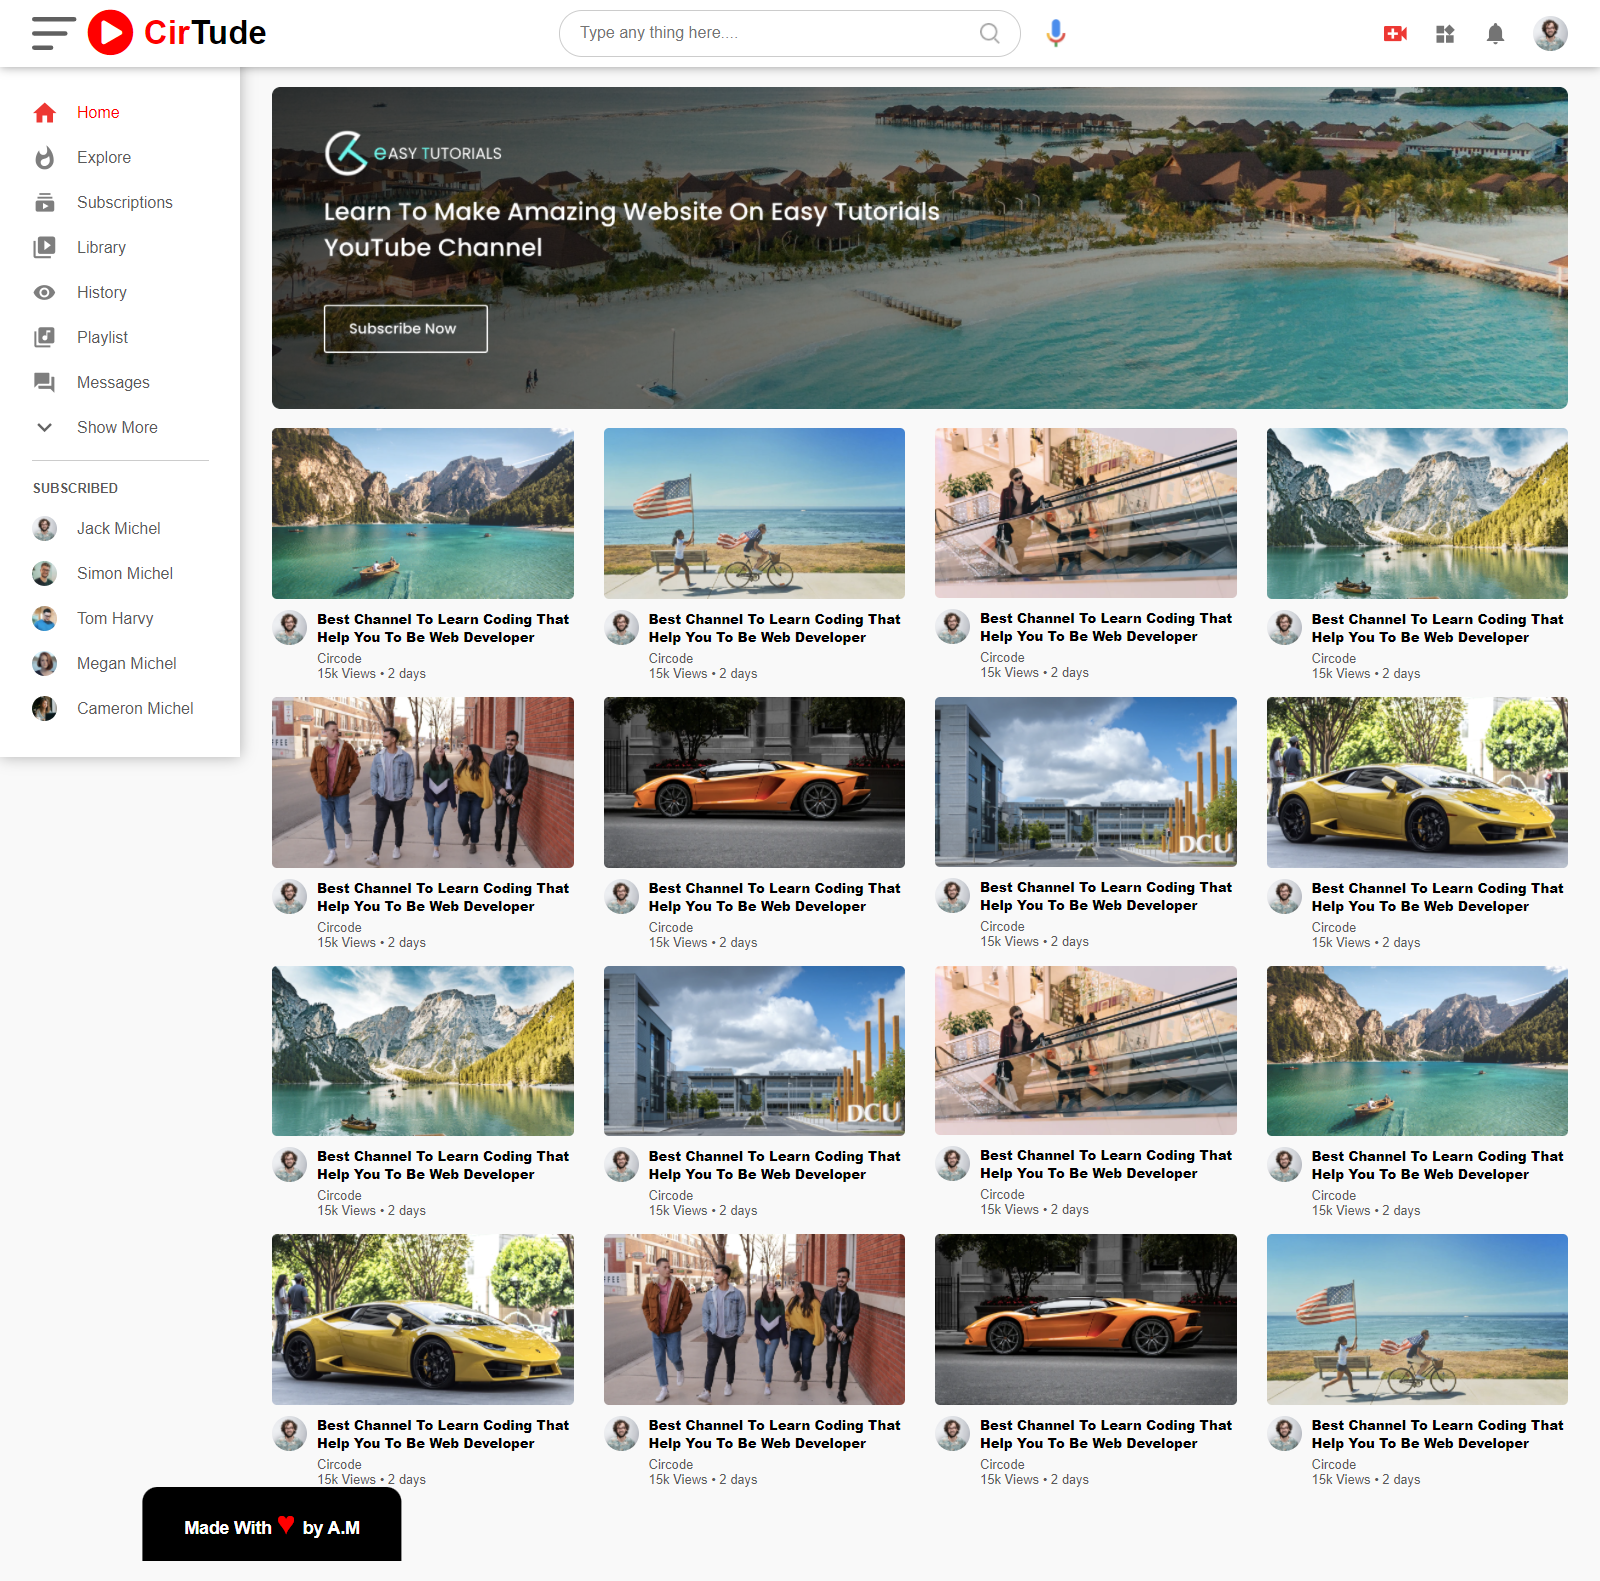 CirTude
Type any thing here....
Home
Explore
Subscriptions
Library
History
Playlist
Messages
Show More
SUBSCRIBED
Jack Michel
Simon Michel
Tom Harvy
Megan Michel
Cameron Michel
eASY TUTORIALS
Learn To Make Amazing Website On Easy Tutorials
YouTube Channel
Subscribe Now
Best Channel To Learn Coding That
Help You To Be Web Developer
Circode
15k Views • 2 days
Best Channel To Learn Coding That
Help You To Be Web Developer
Circode
15k Views • 2 days
Best Channel To Learn Coding That
Help You To Be Web Developer
Circode
15k Views • 2 days
Best Channel To Learn Coding That
Help You To Be Web Developer
Circode
15k Views • 2 days
FFEE
DCU
Best Channel To Learn Coding That
Help You To Be Web Developer
Circode
15k Views • 2 days
Best Channel To Learn Coding That
Help You To Be Web Developer
Circode
15k Views • 2 days
Best Channel To Learn Coding That
Help You To Be Web Developer
Circode
15k Views • 2 days
Best Channel To Learn Coding That
Help You To Be Web Developer
Circode
15k Views • 2 days
DCU
Best Channel To Learn Coding That
Help You To Be Web Developer
Circode
15k Views • 2 days
Best Channel To Learn Coding That
Help You To Be Web Developer
Circode
15k Views • 2 days
Best Channel To Learn Coding That
Help You To Be Web Developer
Circode
15k Views • 2 days
Best Channel To Learn Coding That
Help You To Be Web Developer
Circode
15k Views • 2 days
FFEE
Best Channel To Learn Coding That
Help You To Be Web Developer
Circode
15k Views • 2 days
Best Channel To Learn Coding That
Help You To Be Web Developer
Circode
15k Views • 2 days
Best Channel To Learn Coding That
Help You To Be Web Developer
Circode
15k Views • 2 days
Best Channel To Learn Coding That
Help You To Be Web Developer
Circode
15k Views • 2 days
Made With ♥ by A.M